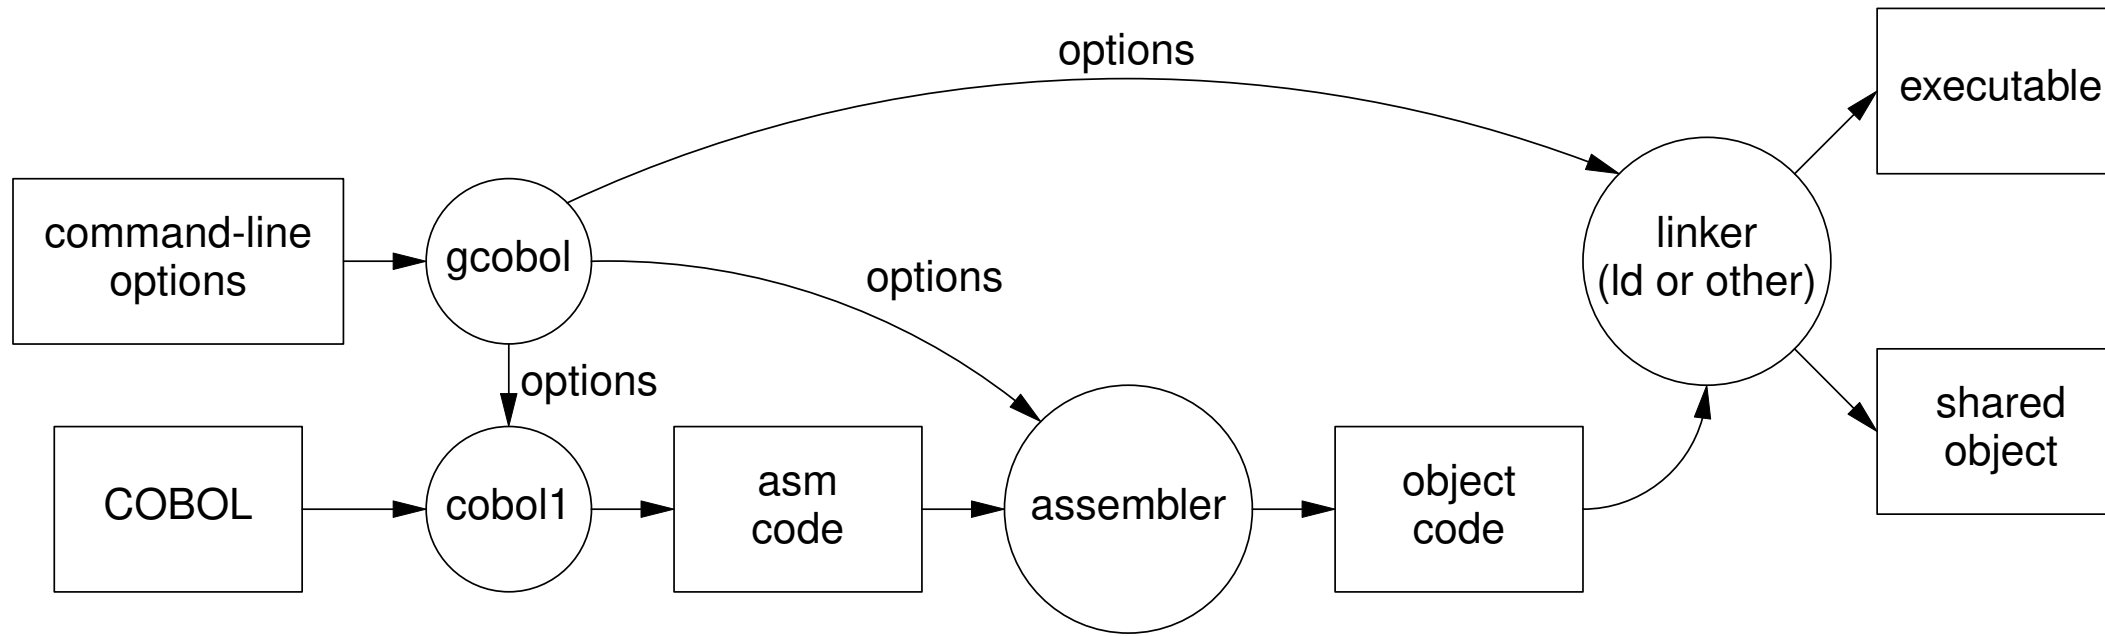 options
executable
command-line
options
gcobol
options
linker
(ld or other)
options
shared
object
COBOL
cobol1
asm
code
assembler
object
code